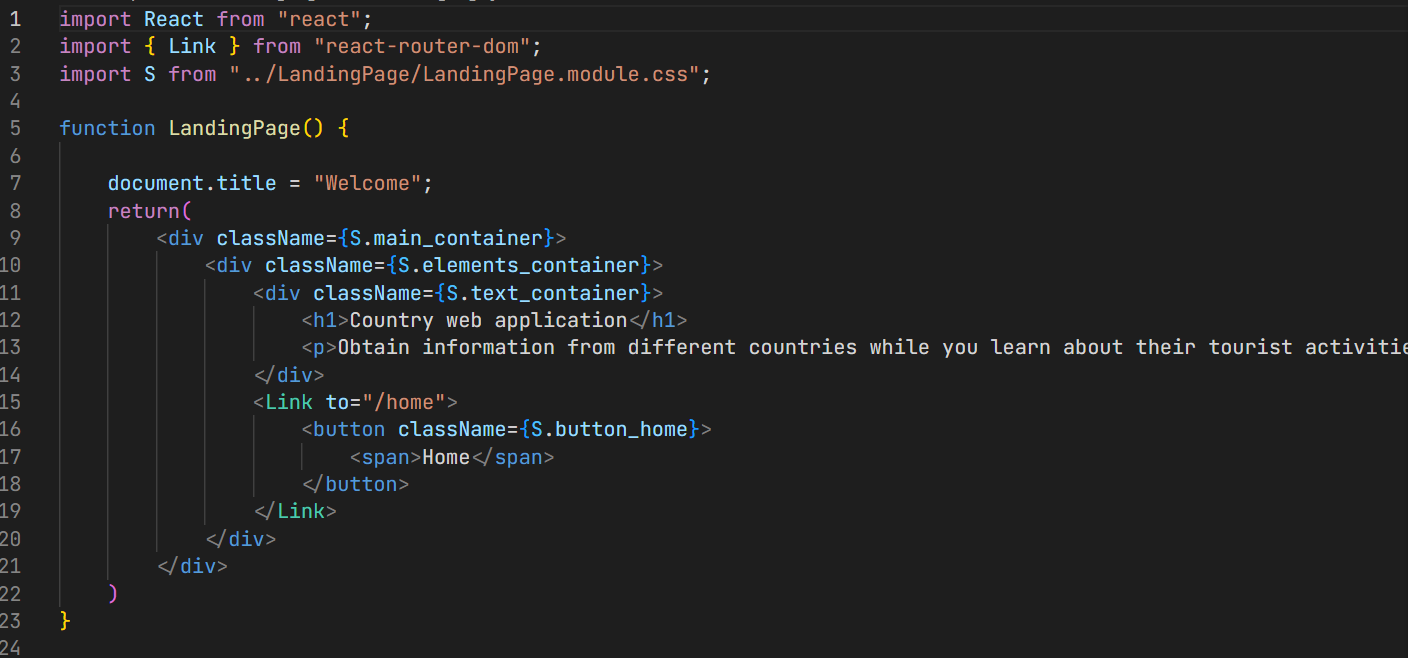 1 import React from "react";
2 import { Link } from "react-router-dom";
3 import S from "../LandingPage/LandingPage.module.css";
4
5 function LandingPage() {
6
7     document.title = "Welcome";
8     return(
9         <div className={S.main_container}>
10             <div className={S.elements_container}>
11                 <div className={S.text_container}>
12                     <h1>Country web application</h1>
13                     <p>Obtain information from different countries while you learn about their tourist
14                 </div>
15                 <Link to="/home">
16                     <button className={S.button_home}>
17                         <span>Home</span>
18                     </button>
19                 </Link>
20             </div>
21         </div>
22     )
23 }
24